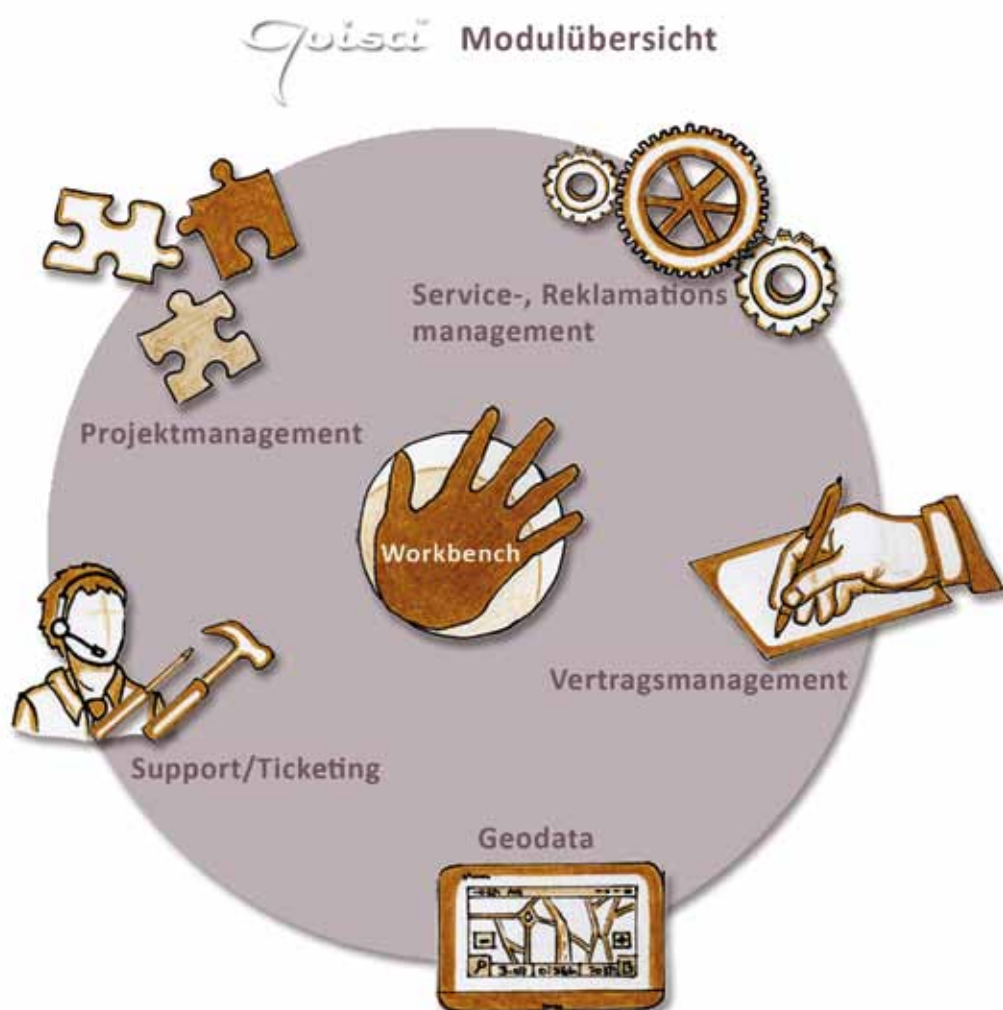 Modulübersicht
Service-, Reklamations
management
Projektmanagement
Workbench
Vertragsmanagement
Support/Ticketing
Geodata